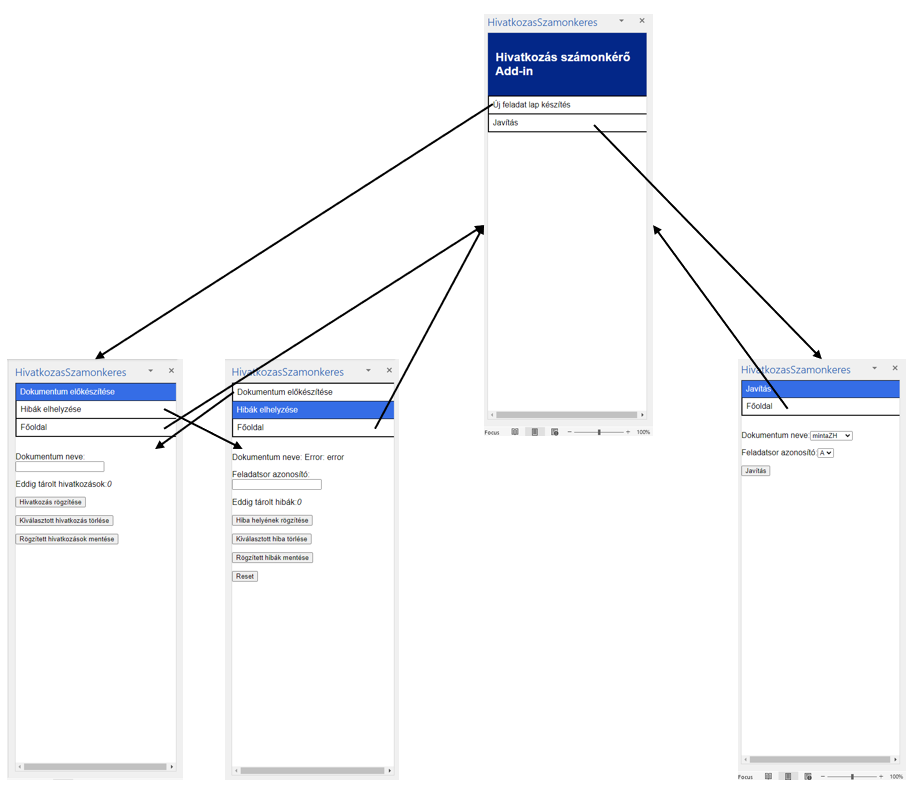 HivatkozasSzamonkeres
Hivatkozás számonkérő
Add-in
Új feladat lap készítés
Javítás
Focus
100%
HivatkozasSzamonkeres
Dokumentum előkészítése
Hibák elhelyzése
Főoldal
Dokumentum neve:
Eddig tárolt hivatkozások:0
Hivatkozás rögzítése
Kiválasztott hivatkozás törlése
Rögzített hivatkozások mentése
HivatkozasSzamonkeres
Dokumentum előkészítése
Hibák elhelyzése
Főoldal
Dokumentum neve: Error: error
Feladatsor azonosító:
Eddig tárolt hibák:0
Hiba helyének rögzítése
Kiválasztott hiba törlése
Rögzített hibák mentése
Reset
HivatkozasSzamonkeres
Javítás
Főoldal
Dokumentum neve: mintaZH
Feladatsor azonosító: A
Javítás
Focus
100%